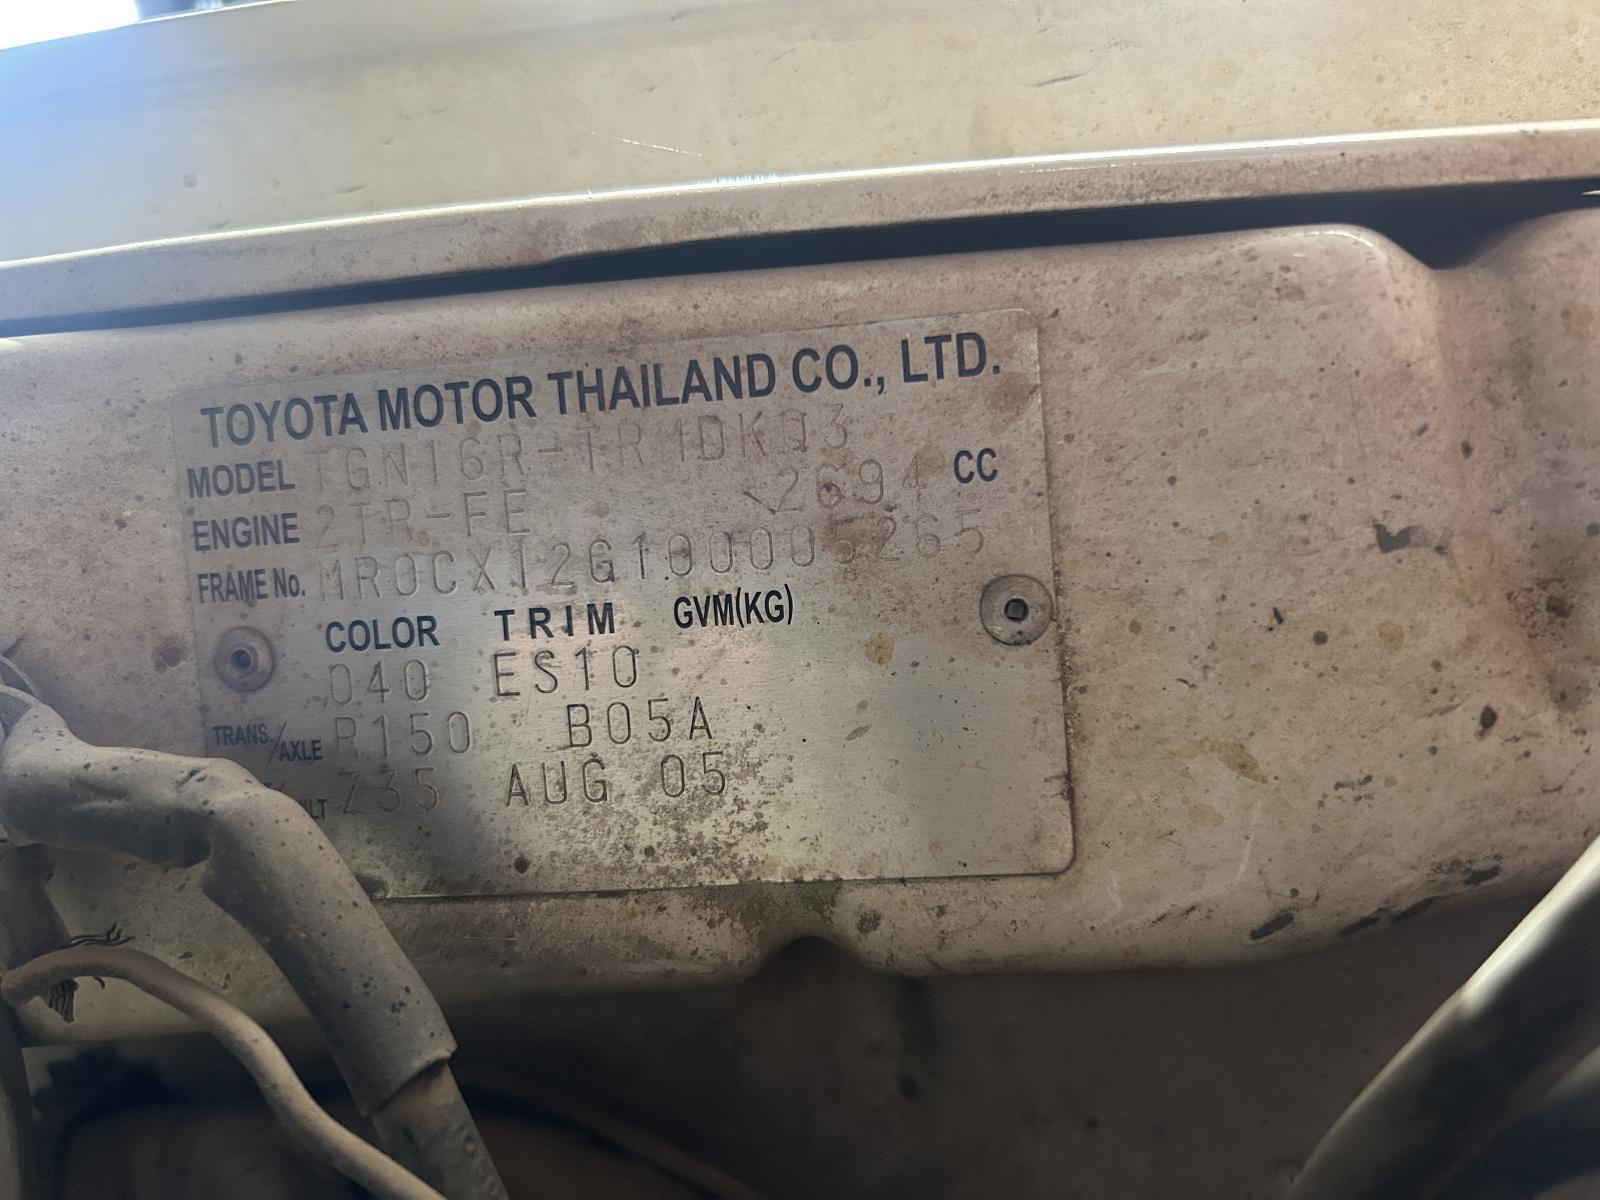 TOYOTA MOTOR THAILAND CO., LTD.
MODEL TGN16R-TRMDKQ3
ENGINE 2TR-FE 2694 CC
FRAME No. MR0CX12G100005265
COLOR TRIM GVM(KG)
040 ES10
TRANS./AXLE R150 B05A
Z35 AUG 05